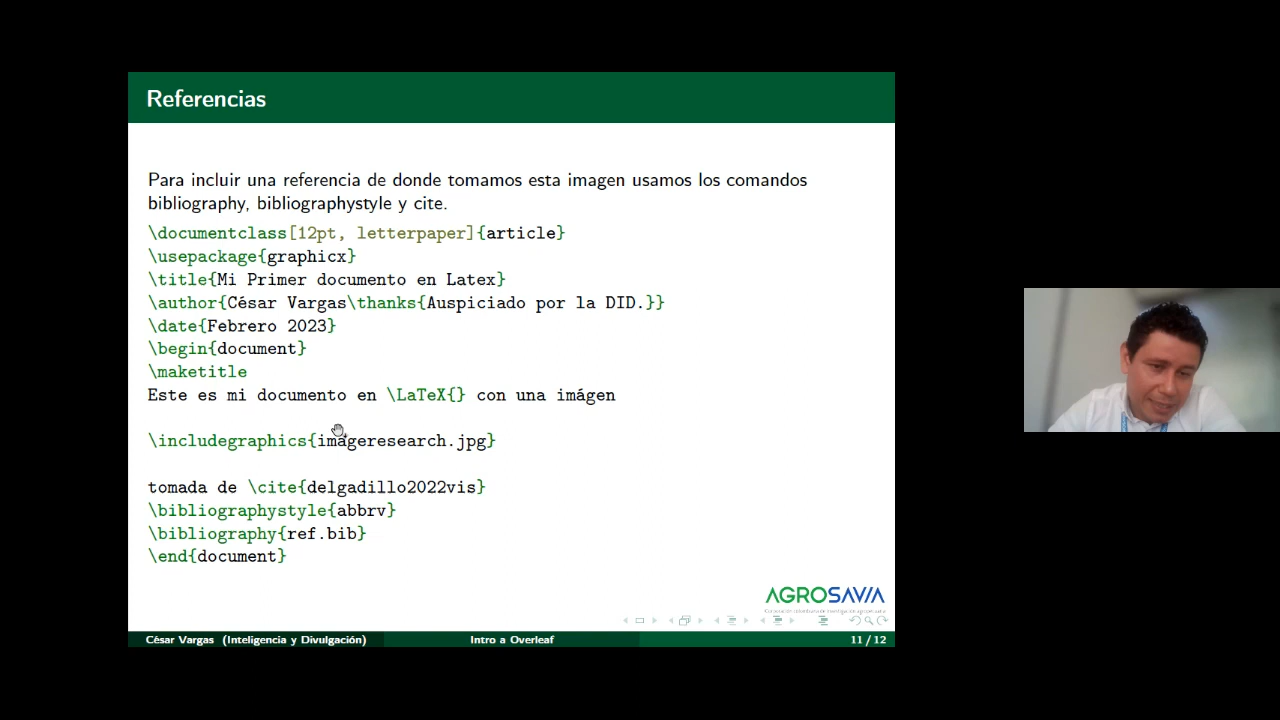 Referencias
Para incluir una referencia de donde tomamos esta imagen usamos los comandos
bibliography, bibliographystyle y cite.
\documentclass[12pt, letterpaper]{article}
\usepackage{graphicx}
\title{Mi Primer documento en Latex}
\author{César Vargas\thanks{Auspiciado por la DID.}}
\date{Febrero 2023}
\begin{document}
\maketitle
Este es mi documento en \LaTeX{} con una imágen
\includegraphics{imageresearch.jpg}
tomada de \cite{delgadillo2022vis}
\bibliographystyle{abbrv}
\bibliography{ref.bib}
\end{document}
AGROSAVIA
César Vargas (Inteligencia y Divulgación)
Intro a Overleaf
11 / 12